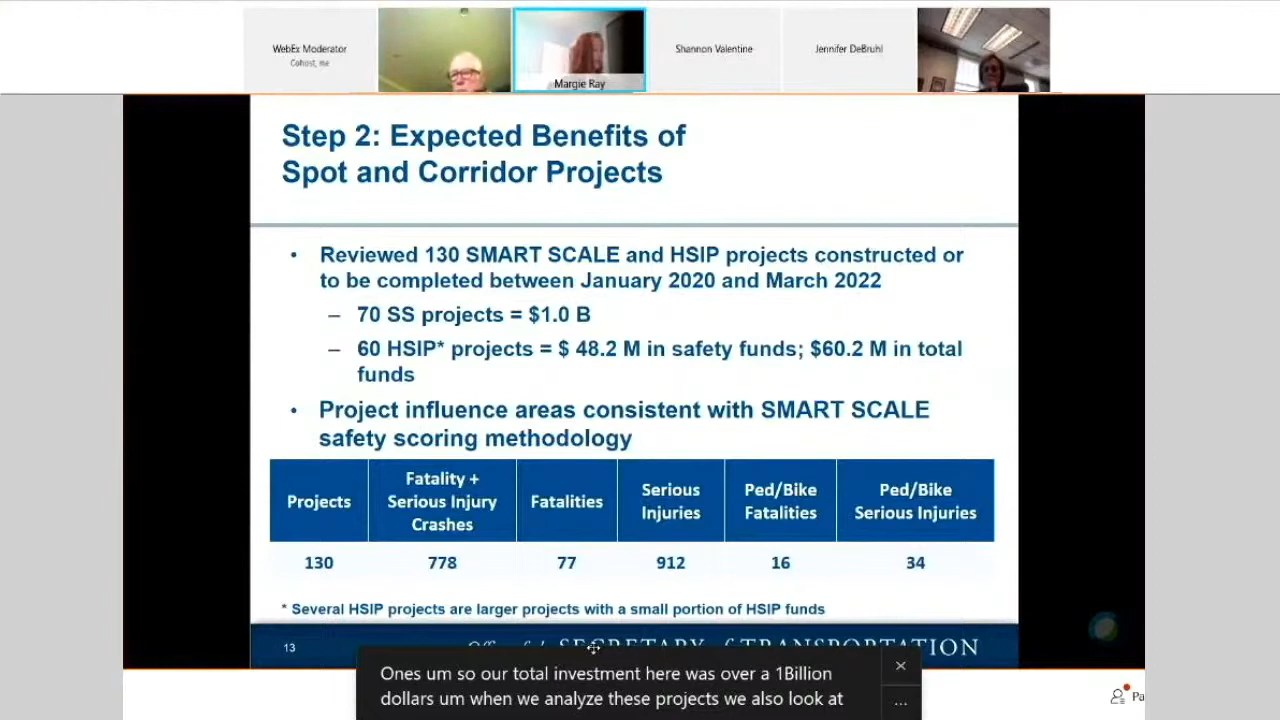 WebEx Moderator
Cohost, me
Margie Ray
Shannon Valentine
Jennifer DeBruhl
Step 2: Expected Benefits of
Spot and Corridor Projects
• Reviewed 130 SMART SCALE and HSIP projects constructed or
to be completed between January 2020 and March 2022
– 70 SS projects = $1.0 B
– 60 HSIP* projects = $ 48.2 M in safety funds; $60.2 M in total
funds
• Project influence areas consistent with SMART SCALE
safety scoring methodology
Projects
Fatality +
Serious Injury
Crashes
Fatalities
Serious
Injuries
Ped/Bike
Fatalities
Ped/Bike
Serious Injuries
130 778 77 912 16 34
* Several HSIP projects are larger projects with a small portion of HSIP funds
13
SECRETARY of TRANSPORTATION
Ones um so our total investment here was over a 1Billion
dollars um when we analyze these projects we also look at
...
Pa